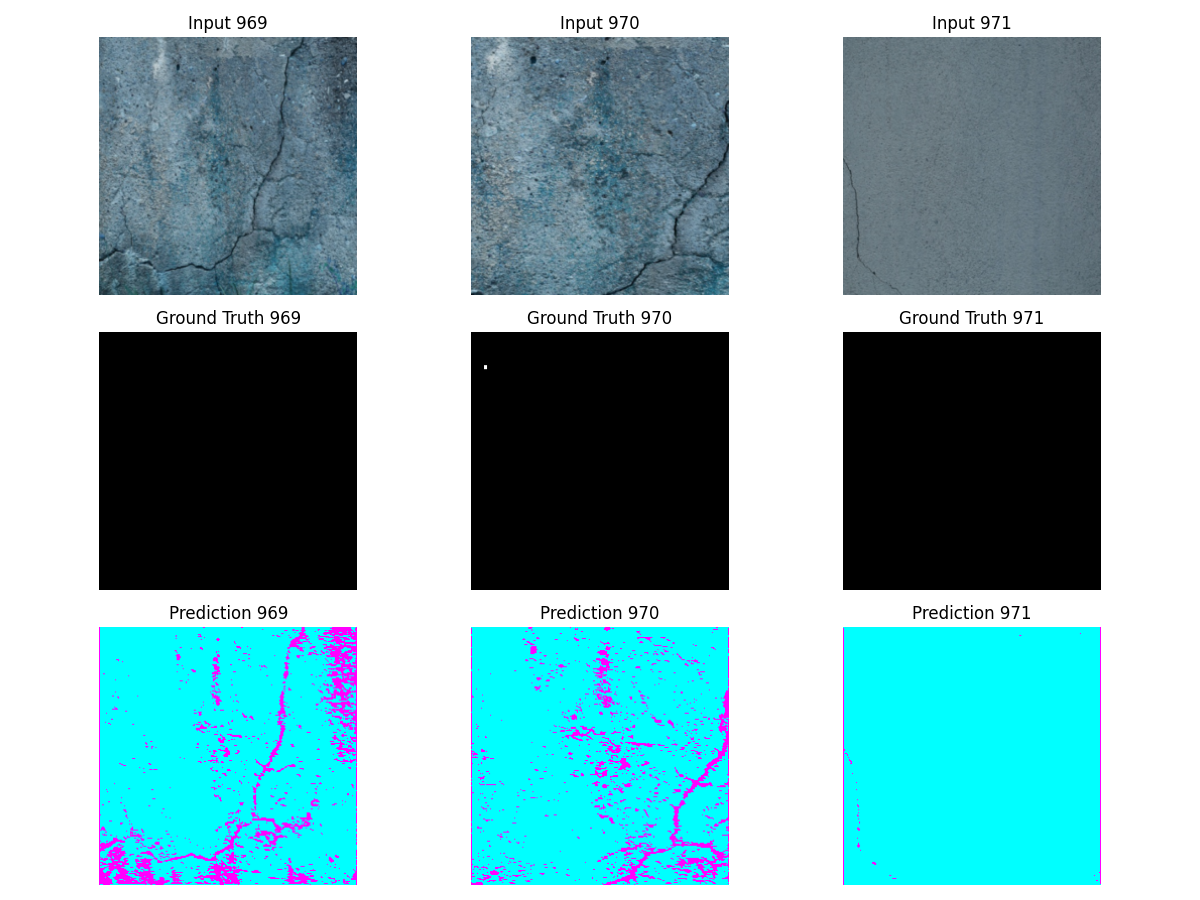 Input 969
Input 970
Input 971
Ground Truth 969
Ground Truth 970
Ground Truth 971
Prediction 969
Prediction 970
Prediction 971